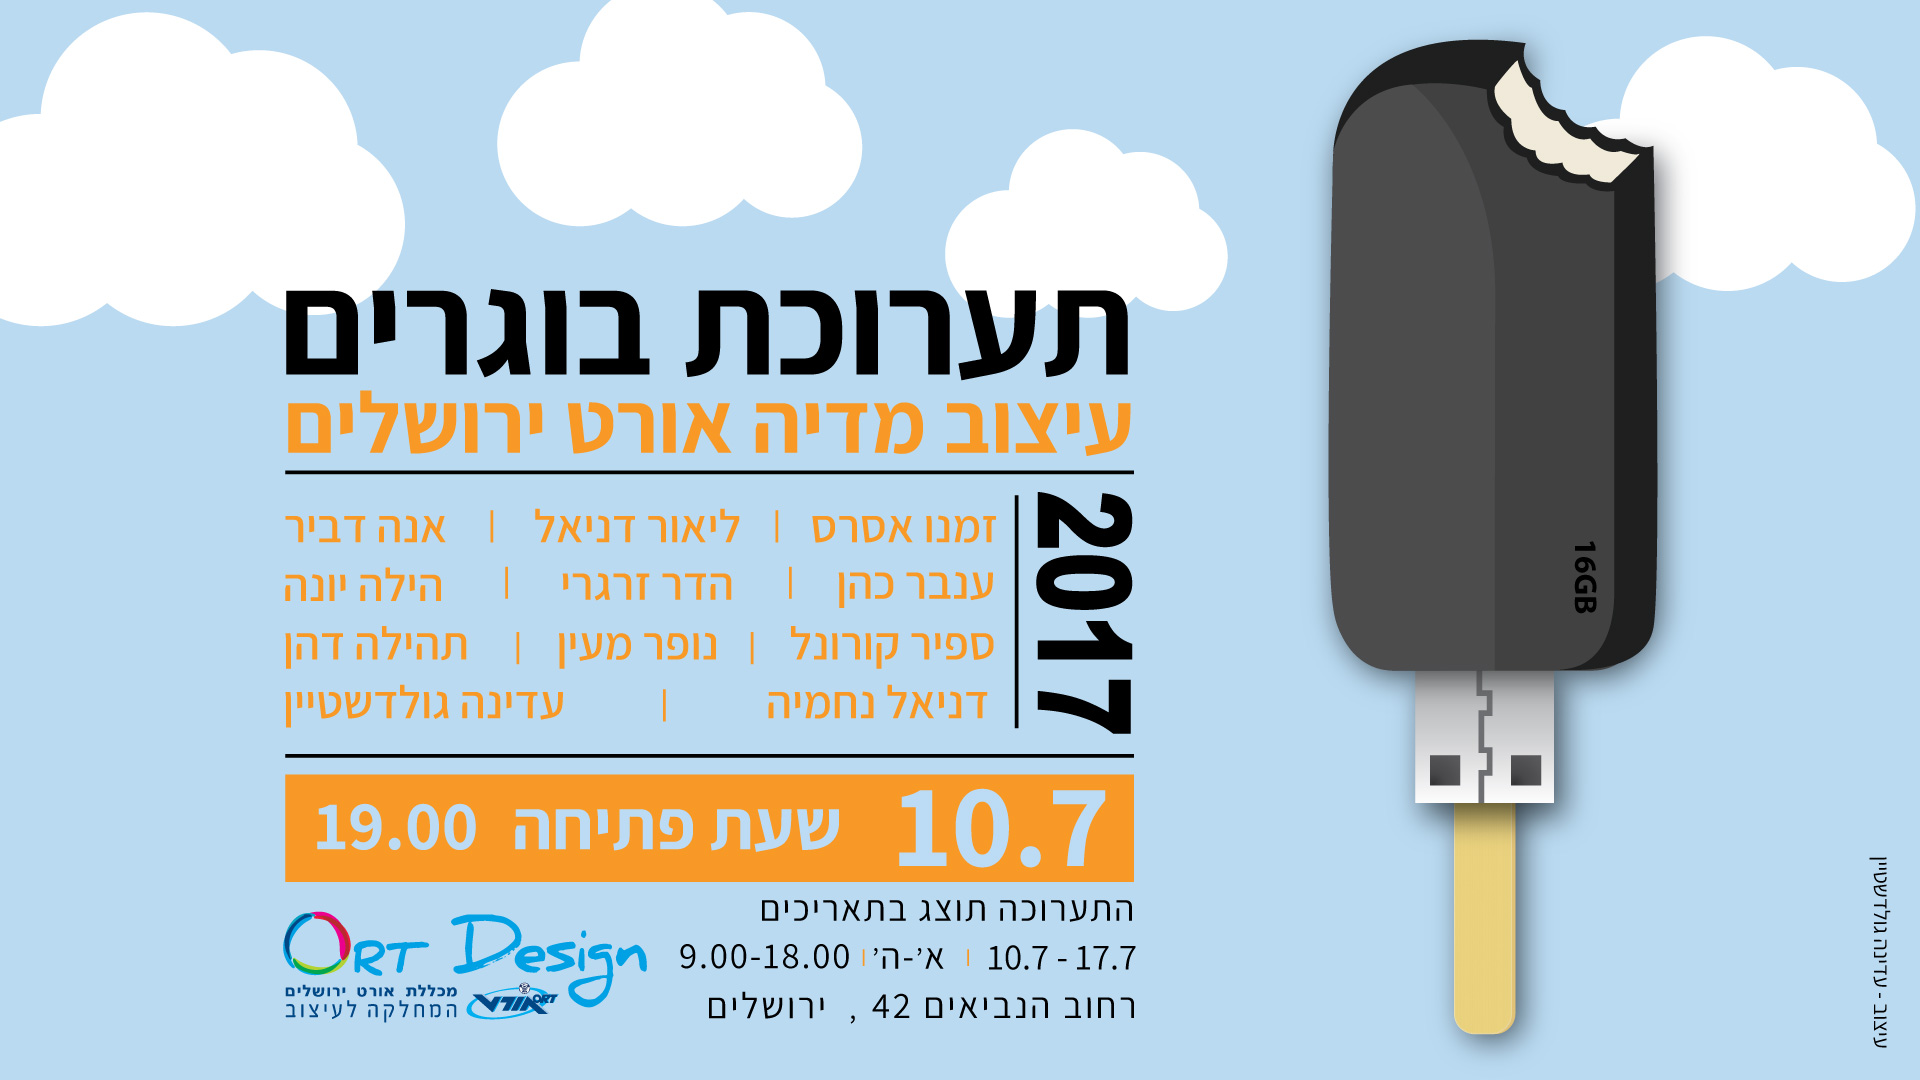 תערוכת בוגרים
עיצוב מדיה אורט ירושלים
2017
זמנו אסרס | ליאור דניאל | אנה דביר
ענבר כהן | הדר זרגרי | הילה יונה
ספיר קורונל | נופר מעין | תהילה דהן
דניאל נחמיה | עדינה גולדשטיין
10.7 שעת פתיחה 19.00
התערוכה תוצג בתאריכים
10.7 - 17.7 | א'-ה' | 9.00-18.00
רחוב הנביאים 42 , ירושלים
ORT Design
מכללת אורט ירושלים
המחלקה לעיצוב
אורט ORT
16GB
עיצוב - עדינה גולדשטיין